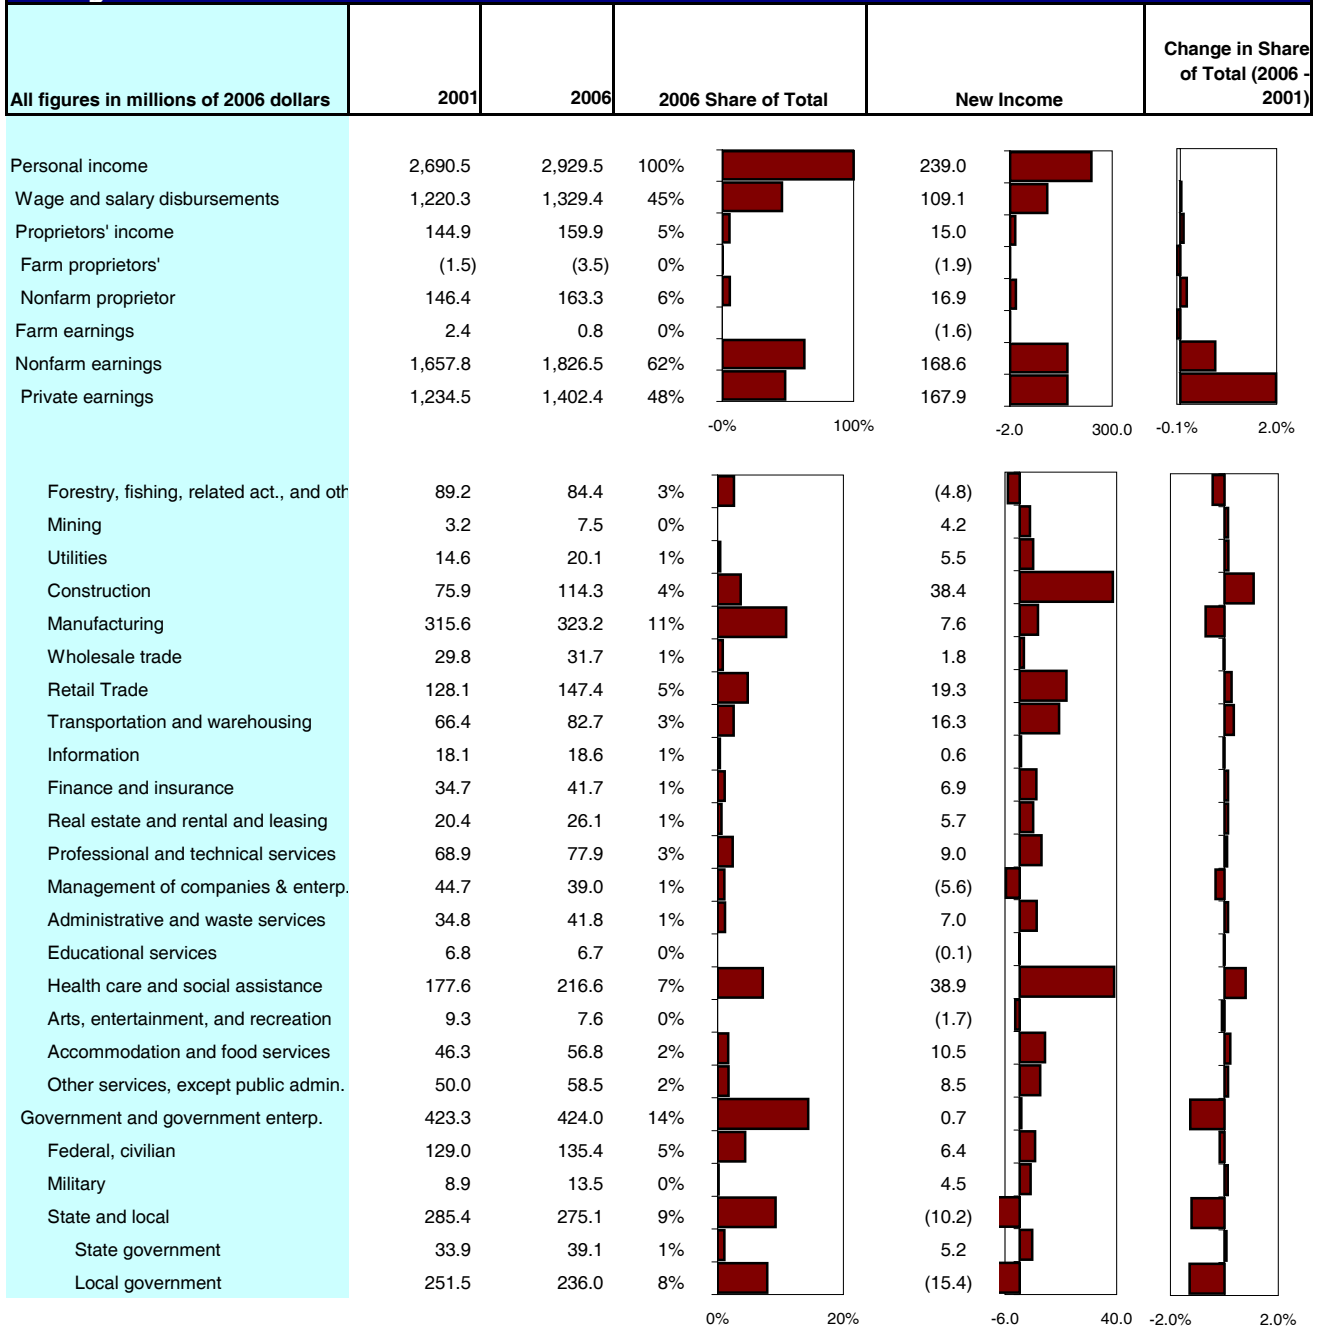 Change in Share
of Total (2006 -
All figures in millions of 2006 dollars 2001 2006 2006 Share of Total New Income 2001)
Personal income 2,690.5 2,929.5 100% 239.0
Wage and salary disbursements 1,220.3 1,329.4 45% 109.1
Proprietors' income 144.9 159.9 5% 15.0
Farm proprietors' (1.5) (3.5) 0% (1.9)
Nonfarm proprietor 146.4 163.3 6% 16.9
Farm earnings 2.4 0.8 0% (1.6)
Nonfarm earnings 1,657.8 1,826.5 62% 168.6
Private earnings 1,234.5 1,402.4 48% 167.9
-0% 100% -2.0 300.0 -0.1% 2.0%
Forestry, fishing, related act., and oth 89.2 84.4 3% (4.8)
Mining 3.2 7.5 0% 4.2
Utilities 14.6 20.1 1% 5.5
Construction 75.9 114.3 4% 38.4
Manufacturing 315.6 323.2 11% 7.6
Wholesale trade 29.8 31.7 1% 1.8
Retail Trade 128.1 147.4 5% 19.3
Transportation and warehousing 66.4 82.7 3% 16.3
Information 18.1 18.6 1% 0.6
Finance and insurance 34.7 41.7 1% 6.9
Real estate and rental and leasing 20.4 26.1 1% 5.7
Professional and technical services 68.9 77.9 3% 9.0
Management of companies & enterp. 44.7 39.0 1% (5.6)
Administrative and waste services 34.8 41.8 1% 7.0
Educational services 6.8 6.7 0% (0.1)
Health care and social assistance 177.6 216.6 7% 38.9
Arts, entertainment, and recreation 9.3 7.6 0% (1.7)
Accommodation and food services 46.3 56.8 2% 10.5
Other services, except public admin. 50.0 58.5 2% 8.5
Government and government enterp. 423.3 424.0 14% 0.7
Federal, civilian 129.0 135.4 5% 6.4
Military 8.9 13.5 0% 4.5
State and local 285.4 275.1 9% (10.2)
State government 33.9 39.1 1% 5.2
Local government 251.5 236.0 8% (15.4)
0% 20% -6.0 40.0 -2.0% 2.0%